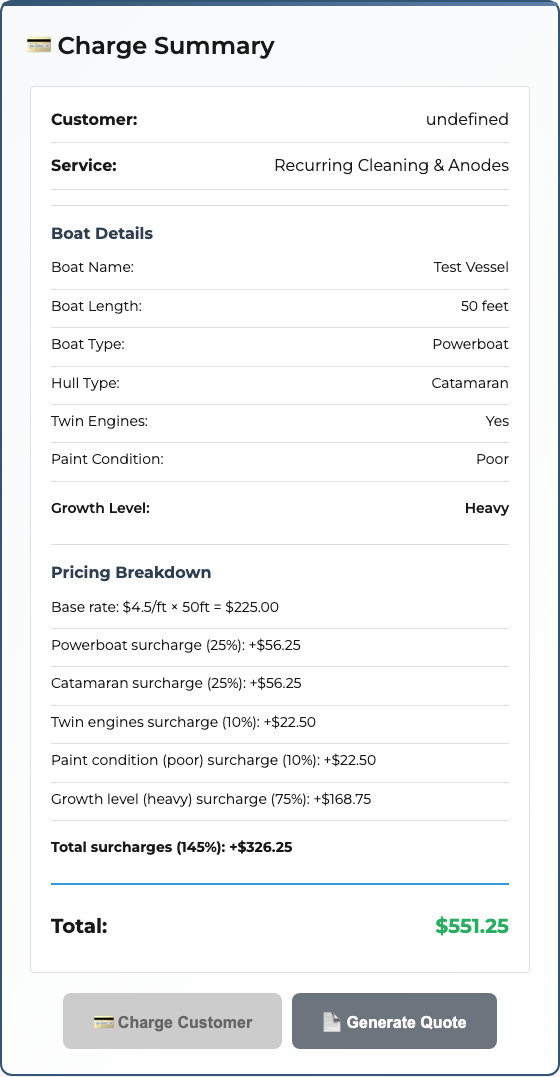 Charge Summary
Customer: undefined
Service: Recurring Cleaning & Anodes
Boat Details
Boat Name: Test Vessel
Boat Length: 50 feet
Boat Type: Powerboat
Hull Type: Catamaran
Twin Engines: Yes
Paint Condition: Poor
Growth Level: Heavy
Pricing Breakdown
Base rate: $4.5/ft × 50ft = $225.00
Powerboat surcharge (25%): +$56.25
Catamaran surcharge (25%): +$56.25
Twin engines surcharge (10%): +$22.50
Paint condition (poor) surcharge (10%): +$22.50
Growth level (heavy) surcharge (75%): +$168.75
Total surcharges (145%): +$326.25
Total: $551.25
Charge Customer Generate Quote